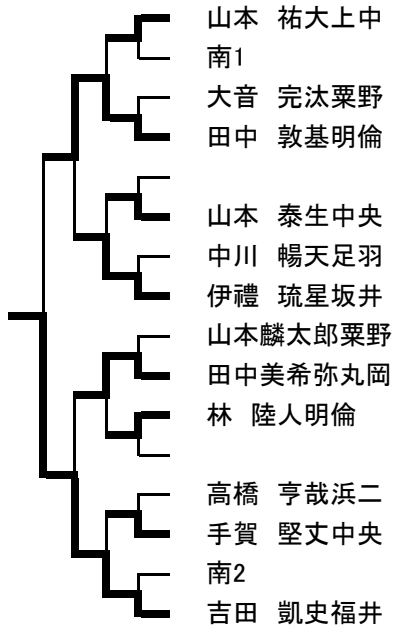 山本　祐大上中
南1
大音　完汰粟野
田中　敦基明倫
山本　泰生中央
中川　暢天足羽
伊禮　琉星坂井
山本麟太郎粟野
田中美希弥丸岡
林　陸人明倫
高橋　亨哉浜二
手賀　堅丈中央
南2
吉田　凱史福井